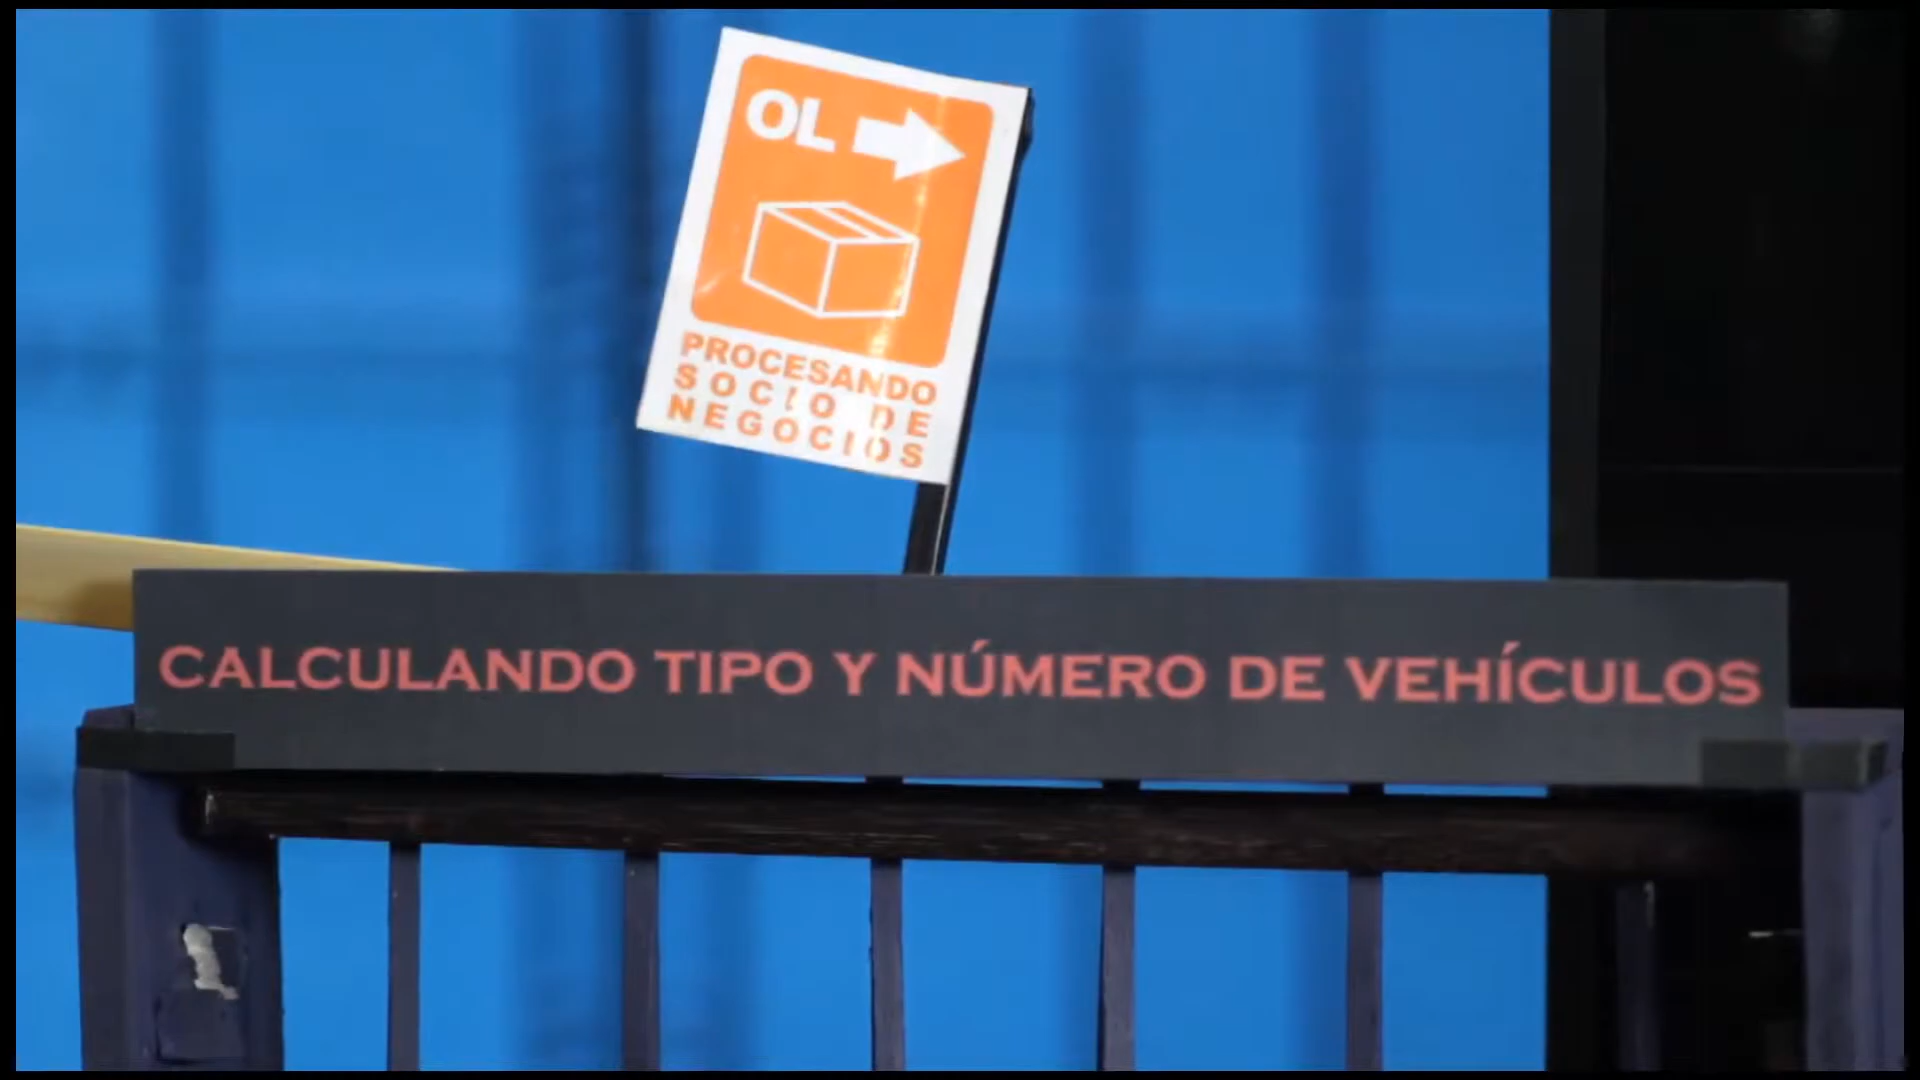 OL
PROCESANDO
SOCIO DE
NEGOCIOS
CALCULANDO TIPO Y NÚMERO DE VEHÍCULOS